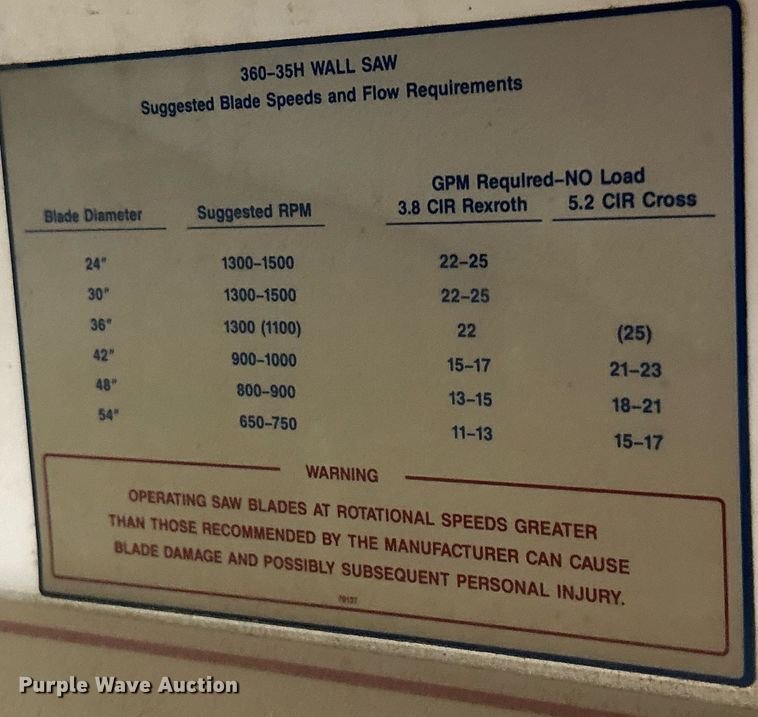 360-35H WALL SAW
Suggested Blade Speeds and Flow Requirements
GPM Required-NO Load
Blade Diameter Suggested RPM 3.8 CIR Rexroth 5.2 CIR Cross
24" 1300-1500 22-25
30" 1300-1500 22-25
36" 1300 (1100) 22 (25)
42" 900-1000 15-17 21-23
48" 800-900 13-15 18-21
54" 650-750 11-13 15-17
WARNING
OPERATING SAW BLADES AT ROTATIONAL SPEEDS GREATER
THAN THOSE RECOMMENDED BY THE MANUFACTURER CAN CAUSE
BLADE DAMAGE AND POSSIBLY SUBSEQUENT PERSONAL INJURY.
Purple Wave Auction